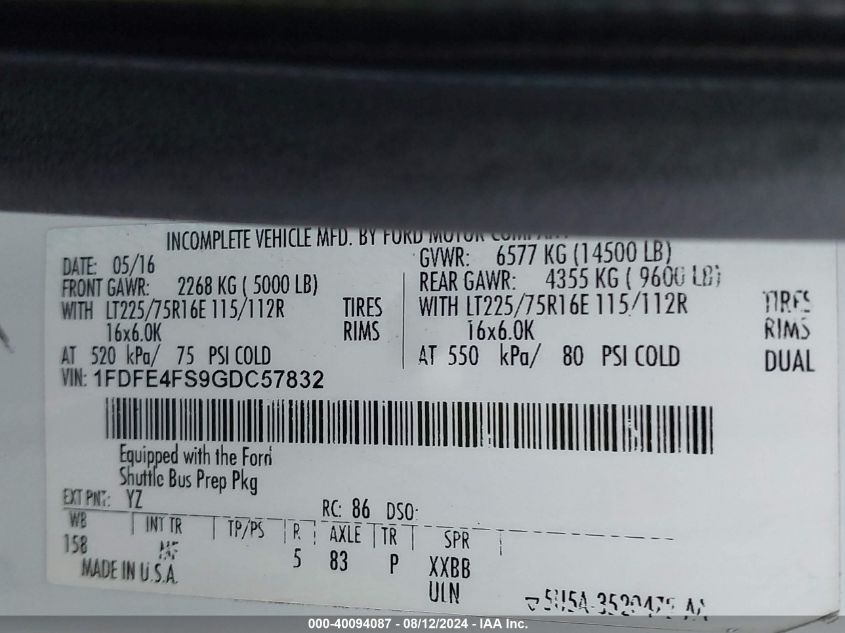 INCOMPLETE VEHICLE MFD. BY FORD MOTOR COMPANY
DATE: 05/16 GVWR: 6577 KG (14500 LB)
FRONT GAWR: 2268 KG ( 5000 LB) REAR GAWR: 4355 KG ( 9600 LB)
WITH LT225/75R16E 115/112R TIRES WITH LT225/75R16E 115/112R TIRES
16x6.0K RIMS 16x6.0K RIMS
AT 520 kPa/ 75 PSI COLD AT 550 kPa/ 80 PSI COLD DUAL
VIN: 1FDFE4FS9GDC57832
Equipped with the Ford
Shuttle Bus Prep Pkg
EXT PNT: YZ RC: 86 DSO:
WB INT TR TP/PS R AXLE TR SPR
158 5 83 P XXBB
MADE IN U.S.A. ULN
000-40094087 - 08/12/2024 - IAA Inc.